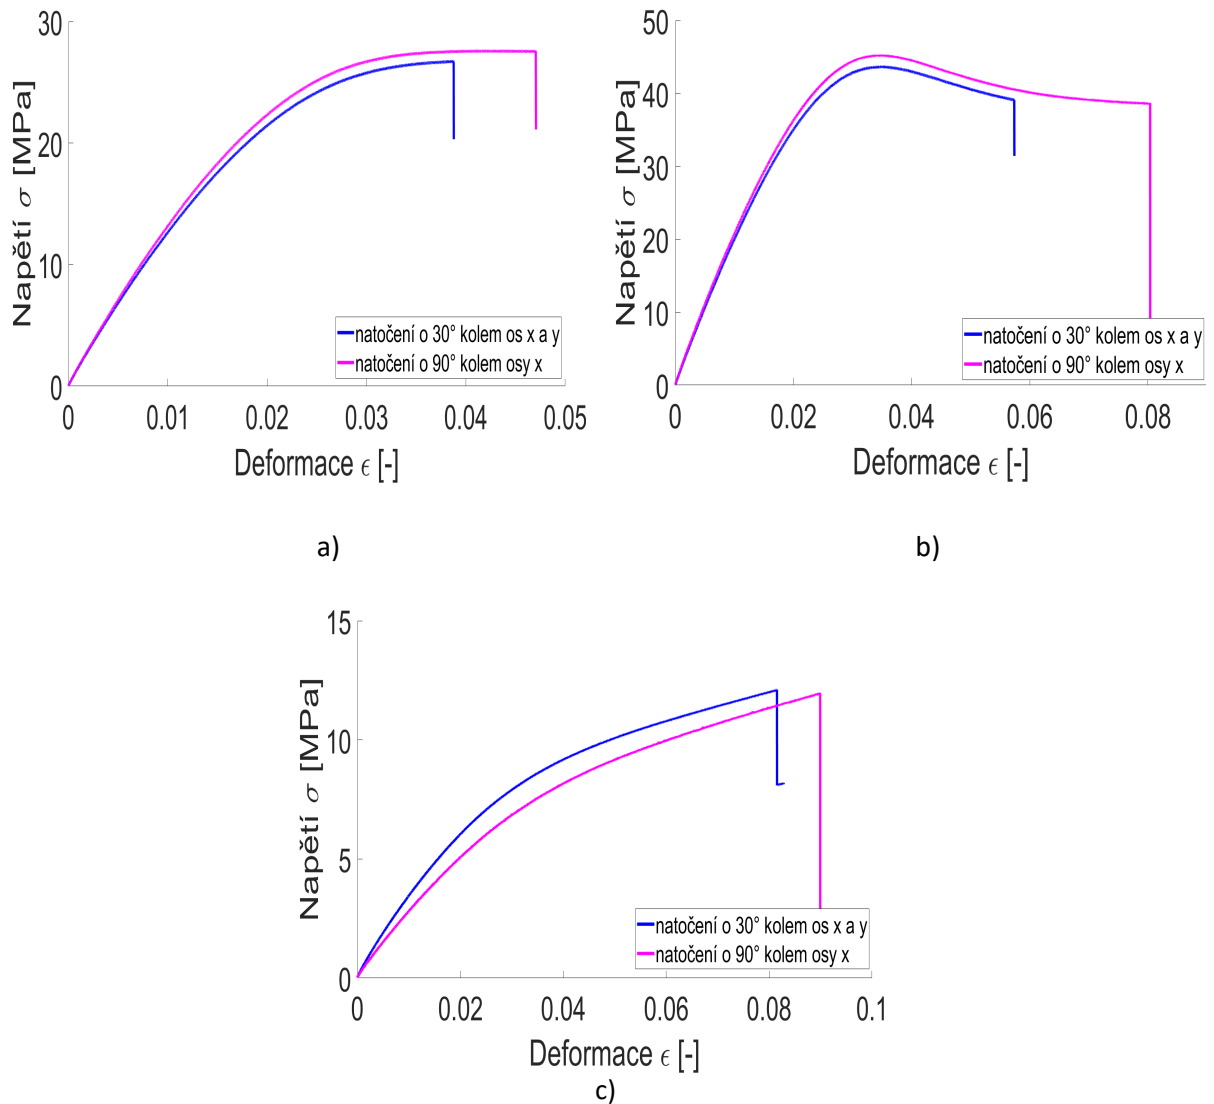 30
20
10
0
Napětí σ [MPa]
natočení o 30° kolem os x a y
natočení o 90° kolem osy x
0 0.01 0.02 0.03 0.04 0.05
Deformace ϵ [-]
a)
50
40
30
20
10
0
Napětí σ [MPa]
natočení o 30° kolem os x a y
natočení o 90° kolem osy x
0 0.02 0.04 0.06 0.08
Deformace ϵ [-]
b)
15
10
5
0
Napětí σ [MPa]
natočení o 30° kolem os x a y
natočení o 90° kolem osy x
0 0.02 0.04 0.06 0.08 0.1
Deformace ϵ [-]
c)